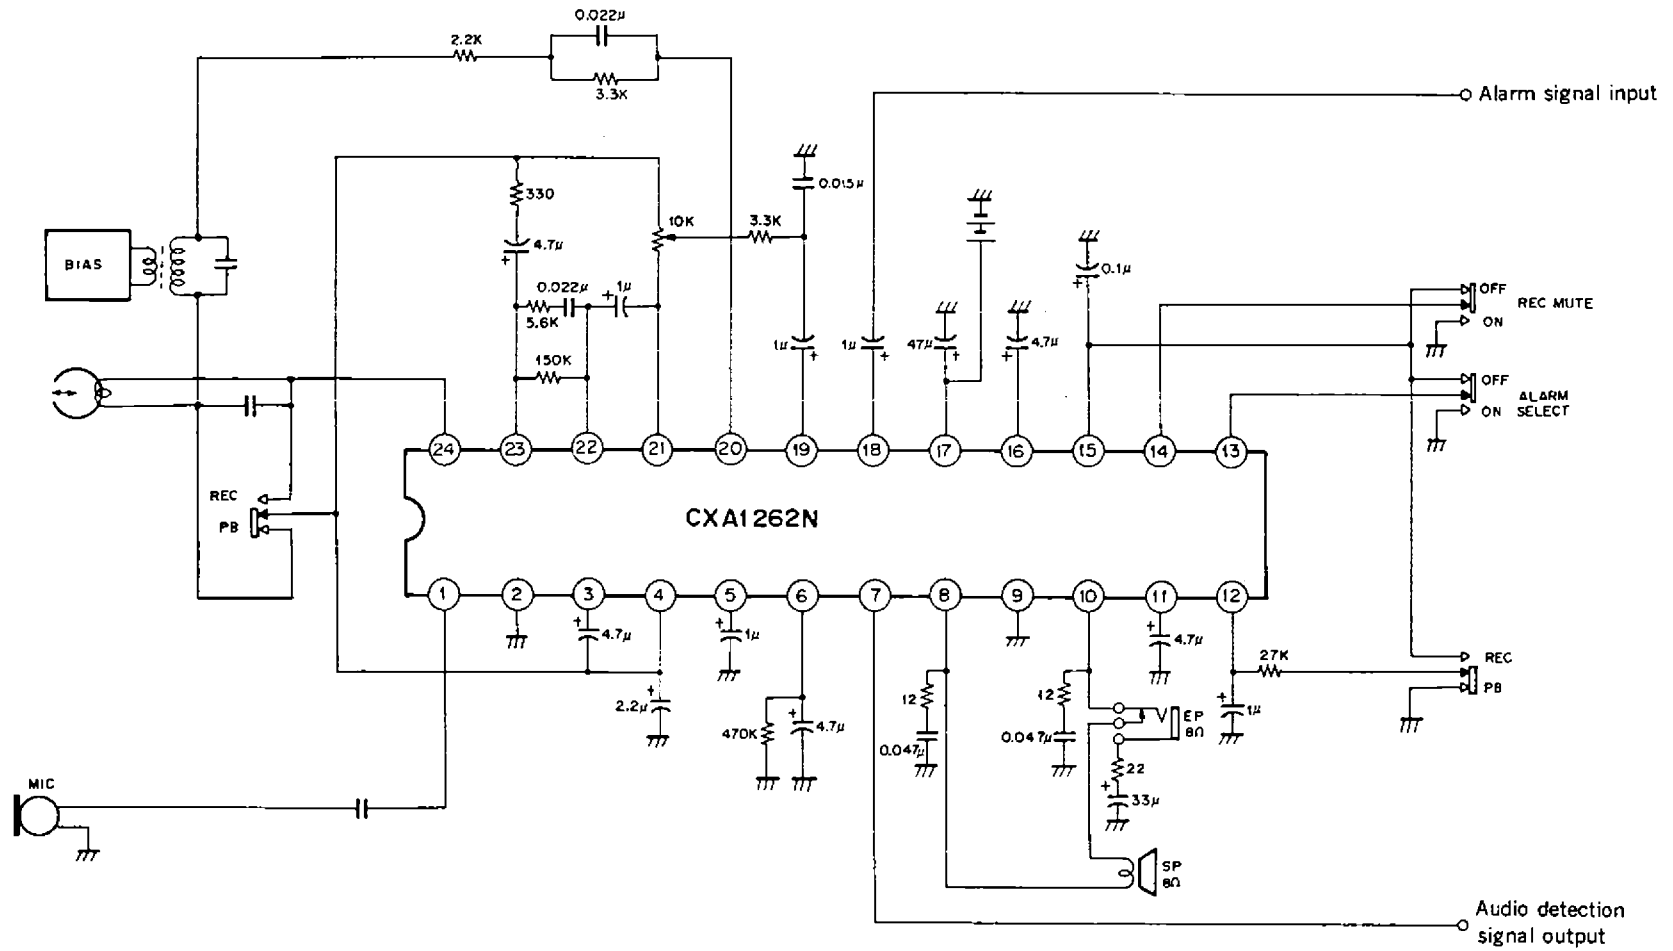 0.022µ
2.2K
3.3K
Alarm signal input
0.015µ
330
10K
3.3K
4.7µ
+
BIAS
0.1µ
+
0.022µ
+ 1µ
5.6K
OFF
REC MUTE
ON
1µ
+
1µ
+
47µ
+
4.7µ
+
150K
OFF
ALARM
ON SELECT
24 23 22 21 20 19 18 17 16 15 14 13
REC
PB
CXA1262N
1 2 3 4 5 6 7 8 9 10 11 12
+
4.7µ
+
1µ
+
4.7µ
27K
REC
PB
+
2.2µ
470K
+
4.7µ
12
0.047µ
12
0.047µ
EP
8Ω
+
1µ
22
+
33µ
MIC
SP
8Ω
Audio detection
signal output